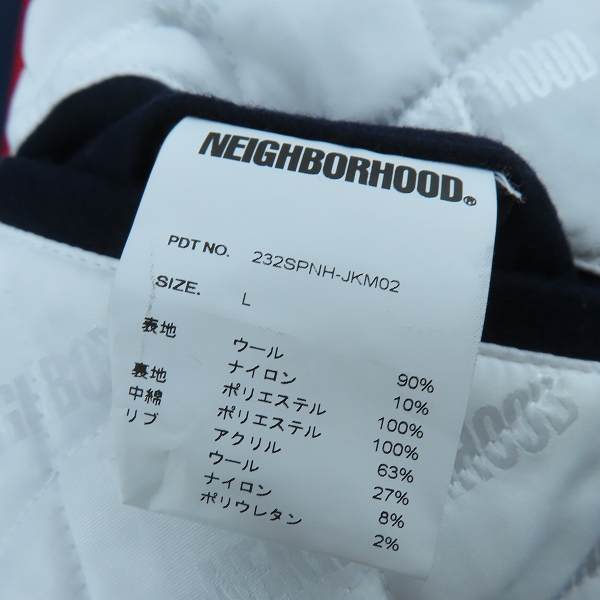 NEIGHBORHOOD®
PDT NO. 232SPNH-JKM02
SIZE. L
表地 ウール 90%
ナイロン 10%
裏地 ポリエステル 100%
中綿 ポリエステル 100%
リブ アクリル 63%
ウール 27%
ナイロン 8%
ポリウレタン 2%
NEIGHBORHOOD
NEIGHBORHOOD